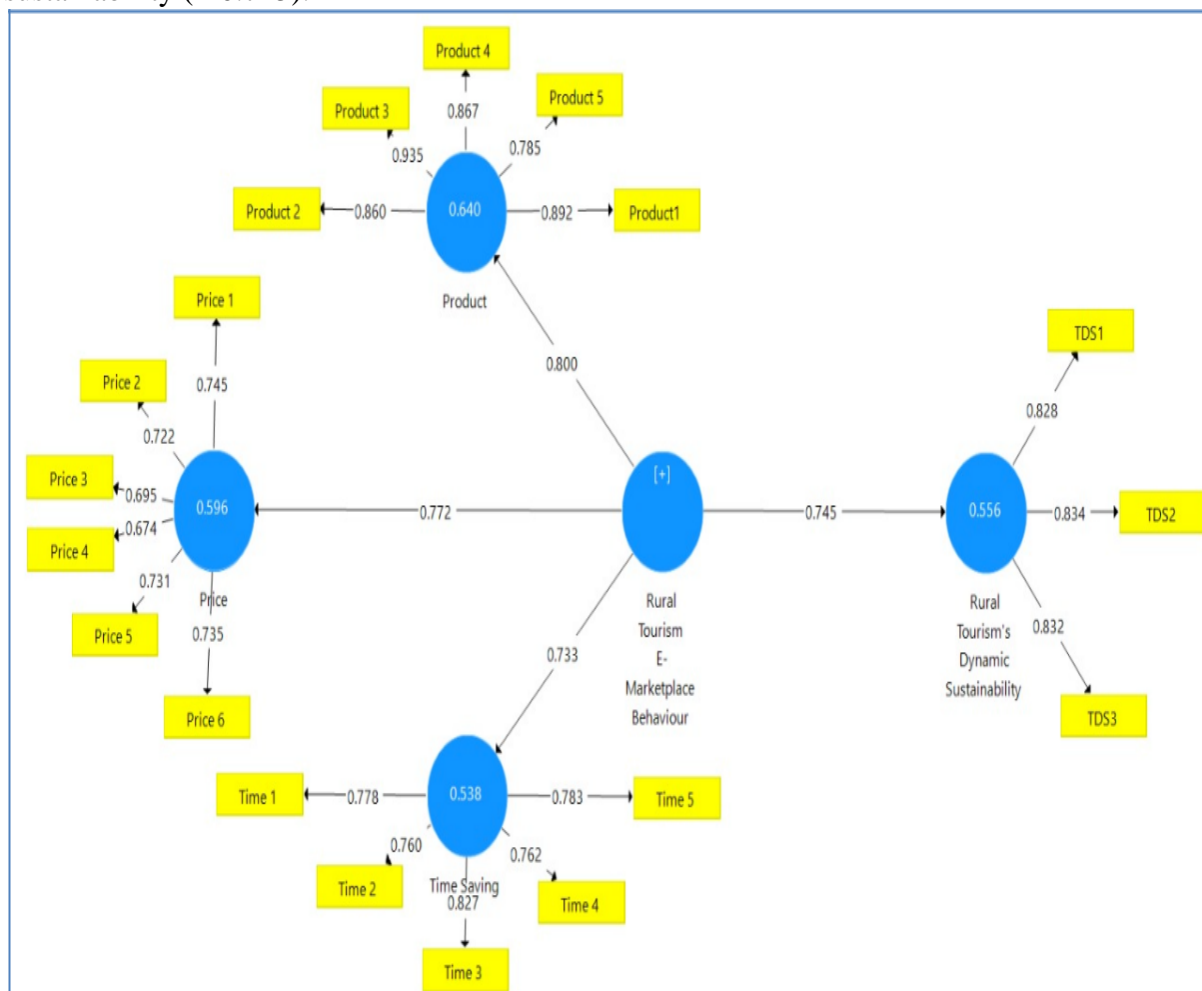 Product 4
Product 3
Product 5
0.867
0.935
0.785
Product 2
0.860
0.640
0.892
Product1
Product
Price 1
0.800
TDS1
Price 2
0.745
0.828
0.722
Price 3
0.695
[+]
0.596
0.772
0.745
0.556
0.834
TDS2
Price 4
0.674
0.731
Price
Rural
Tourism
E-
Marketplace
Behaviour
Rural
Tourism's
Dynamic
Sustainability
0.832
Price 5
0.735
0.733
Price 6
TDS3
Time 1
0.778
0.538
0.783
Time 5
0.760
0.762
Time 2
Time Saving
0.827
Time 4
Time 3